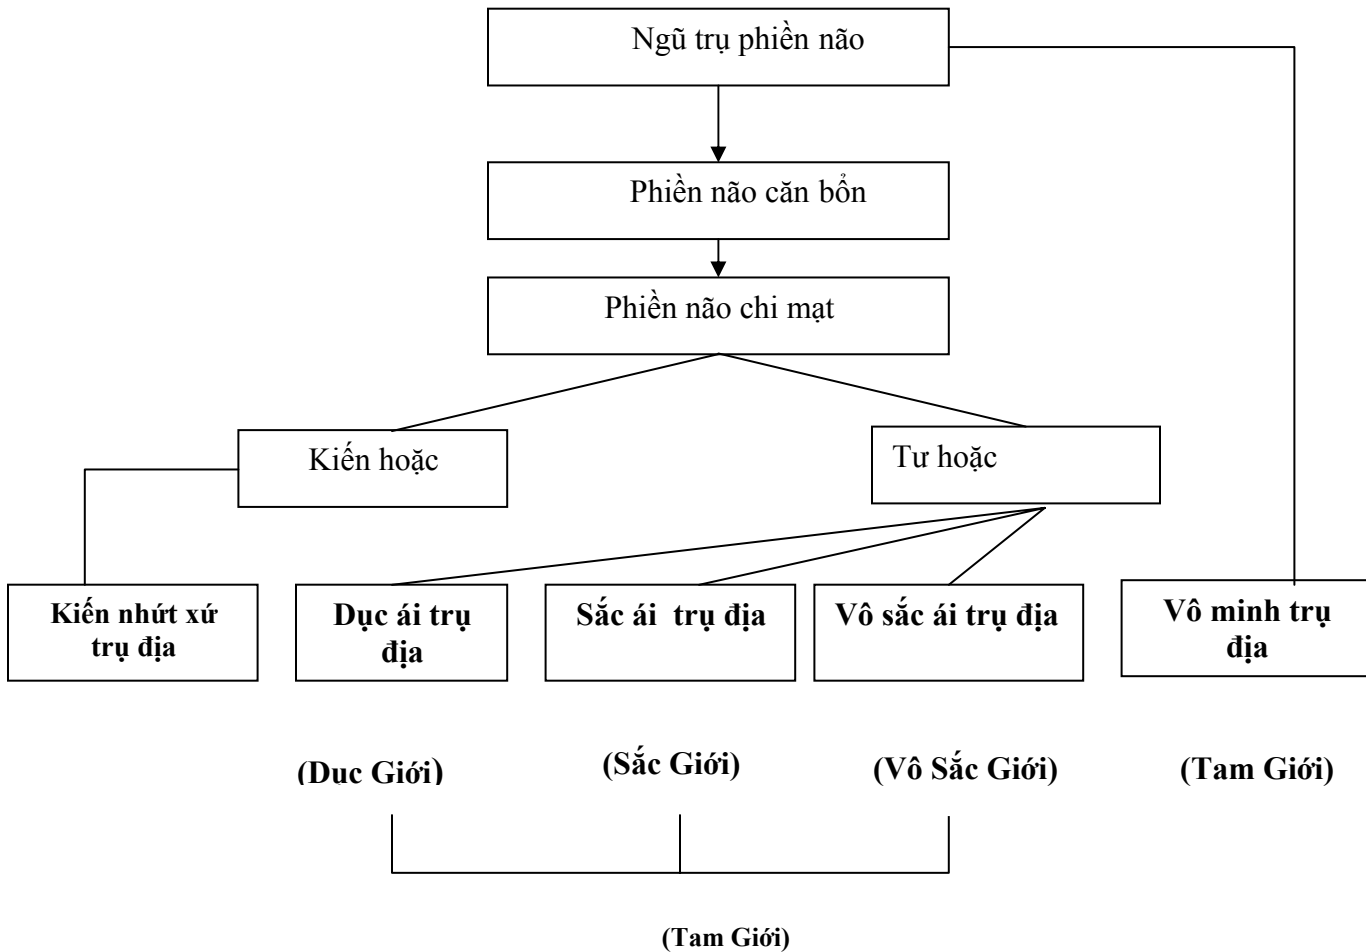 Ngũ trụ phiền não
Phiền não căn bổn
Phiền não chi mạt
Kiến hoặc
Tư hoặc
Kiến nhứt xứ
trụ địa
Dục ái trụ
địa
Sắc ái trụ địa
Vô sắc ái trụ địa
Vô minh trụ
địa
(Dục Giới)
(Sắc Giới)
(Vô Sắc Giới)
(Tam Giới)
(Tam Giới)